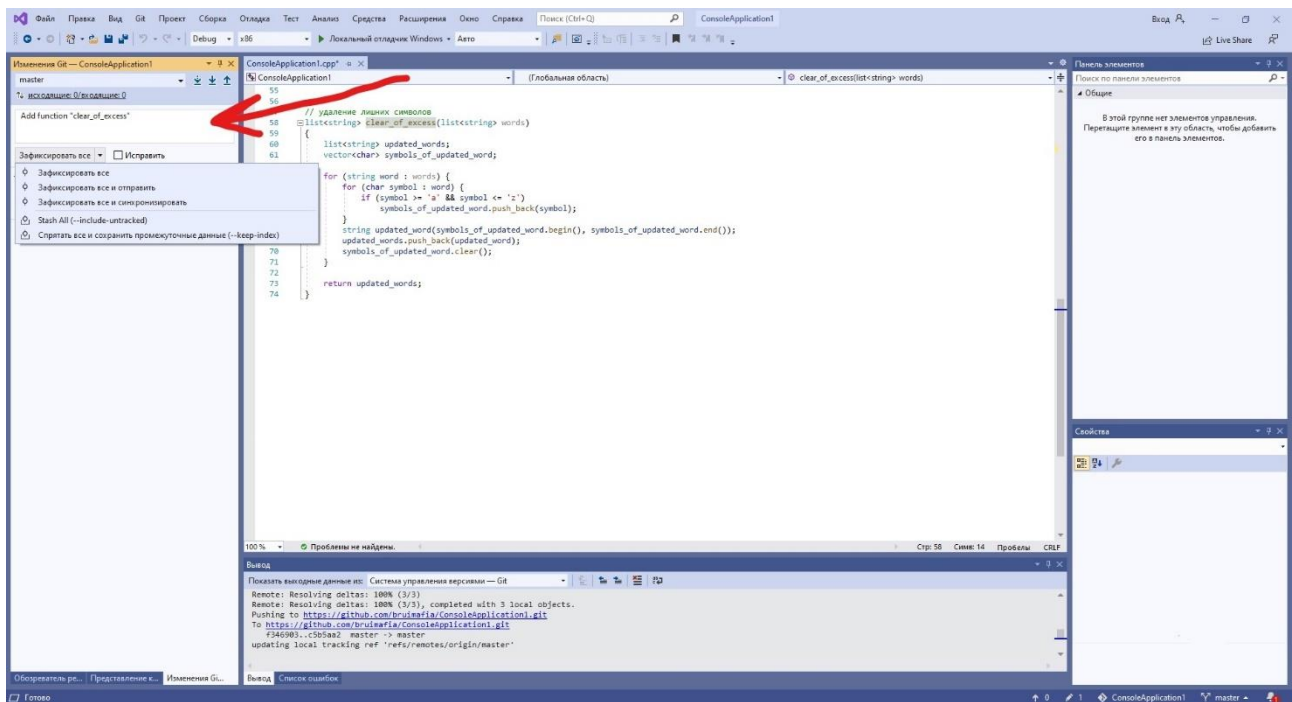 Файл Правка Вид Git Проект Сборка Отладка Тест Анализ Средства Расширения Окно Справка Поиск (Ctrl+Q) ConsoleApplication1 Вход
Debug x86 Локальный отладчик Windows Авто Live Share
Изменения Git — ConsoleApplication1
master
исходящие: 0/входящие: 0
Add function "clear_of_excess"
Зафиксировать все Исправить
Зафиксировать все
Зафиксировать все и отправить
Зафиксировать все и синхронизировать
Stash All (--include-untracked)
Спрятать все и сохранить промежуточные данные (--keep-index)
ConsoleApplication1.cpp*
ConsoleApplication1 (Глобальная область) clear_of_excess(list<string> words)
55
56
// удаление лишних символов
58 list<string> clear_of_excess(list<string> words)
59 {
60 list<string> updated_words;
61 vector<char> symbols_of_updated_word;
for (string word : words) {
for (char symbol : word) {
if (symbol >= 'a' && symbol <= 'z')
symbols_of_updated_word.push_back(symbol);
}
string updated_word(symbols_of_updated_word.begin(), symbols_of_updated_word.end());
updated_words.push_back(updated_word);
70 symbols_of_updated_word.clear();
71 }
72
73 return updated_words;
74 }
100 % Проблемы не найдены. Стр: 58 Симв: 14 Пробелы CRLF
Вывод
Показать выходные данные из: Система управления версиями — Git
Remote: Resolving deltas: 100% (3/3)
Remote: Resolving deltas: 100% (3/3), completed with 3 local objects.
Pushing to https://github.com/bruimafia/ConsoleApplication1.git
To https://github.com/bruimafia/ConsoleApplication1.git
f346903..c5b5aa2 master -> master
updating local tracking ref 'refs/remotes/origin/master'
Вывод Список ошибок
Панель элементов
Поиск по панели элементов
Общие
В этой группе нет элементов управления.
Перетащите элемент в эту область, чтобы добавить
его в панель элементов.
Свойства
Обозреватель ре... Представление к... Изменения Gi...
Готово 0 1 ConsoleApplication1 master